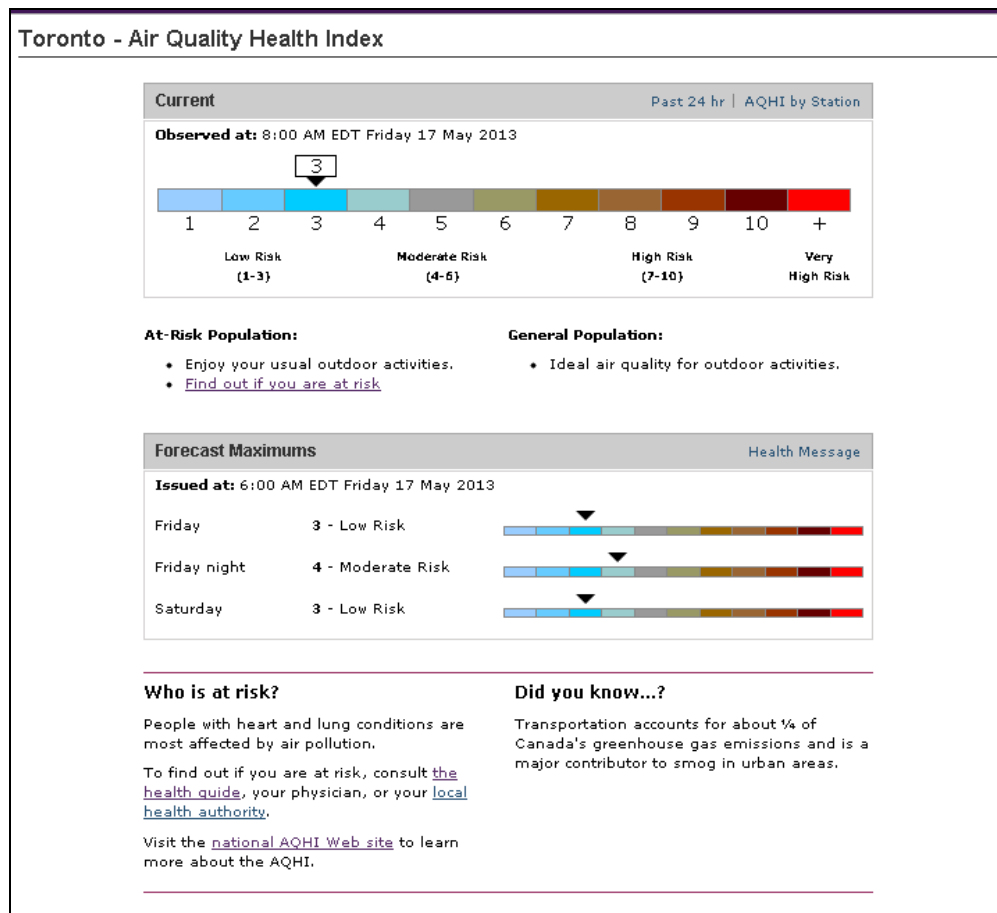 Toronto - Air Quality Health Index
Current
Past 24 hr | AQHI by Station
Observed at: 8:00 AM EDT Friday 17 May 2013
3
1 2 3 4 5 6 7 8 9 10 +
Low Risk Moderate Risk High Risk Very
(1-3) (4-6) (7-10) High Risk
At-Risk Population:
• Enjoy your usual outdoor activities.
• Find out if you are at risk
General Population:
• Ideal air quality for outdoor activities.
Forecast Maximums
Health Message
Issued at: 6:00 AM EDT Friday 17 May 2013
Friday 3 - Low Risk
Friday night 4 - Moderate Risk
Saturday 3 - Low Risk
Who is at risk?
People with heart and lung conditions are
most affected by air pollution.
To find out if you are at risk, consult the
health guide, your physician, or your local
health authority.
Visit the national AQHI Web site to learn
more about the AQHI.
Did you know...?
Transportation accounts for about ¼ of
Canada's greenhouse gas emissions and is a
major contributor to smog in urban areas.